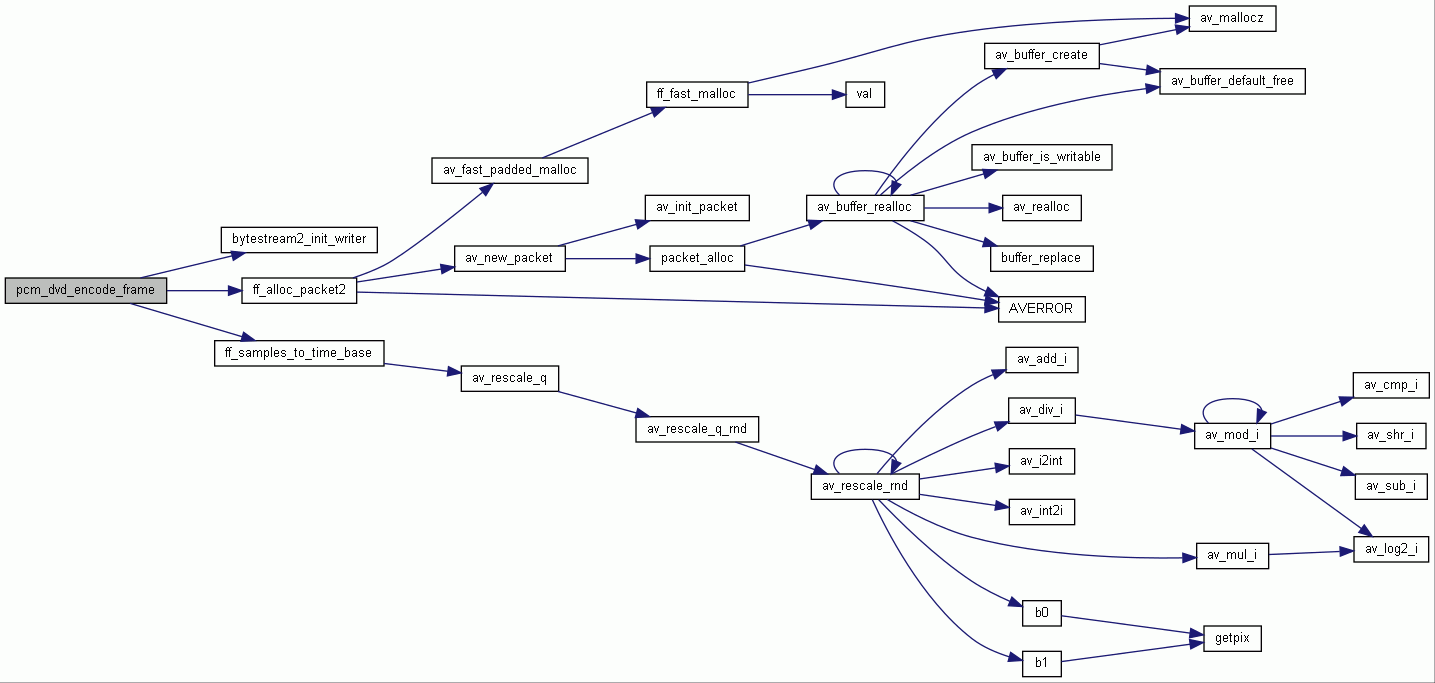 av_mallocz
av_buffer_create
av_buffer_default_free
ff_fast_malloc
val
av_buffer_is_writable
av_fast_padded_malloc
av_init_packet
av_buffer_realloc
av_realloc
bytestream2_init_writer
av_new_packet
packet_alloc
buffer_replace
pcm_dvd_encode_frame
ff_alloc_packet2
AVERROR
ff_samples_to_time_base
av_rescale_q
av_add_i
av_cmp_i
av_div_i
av_rescale_q_rnd
av_mod_i
av_shr_i
av_i2int
av_rescale_rnd
av_sub_i
av_int2i
av_mul_i
av_log2_i
b0
getpix
b1